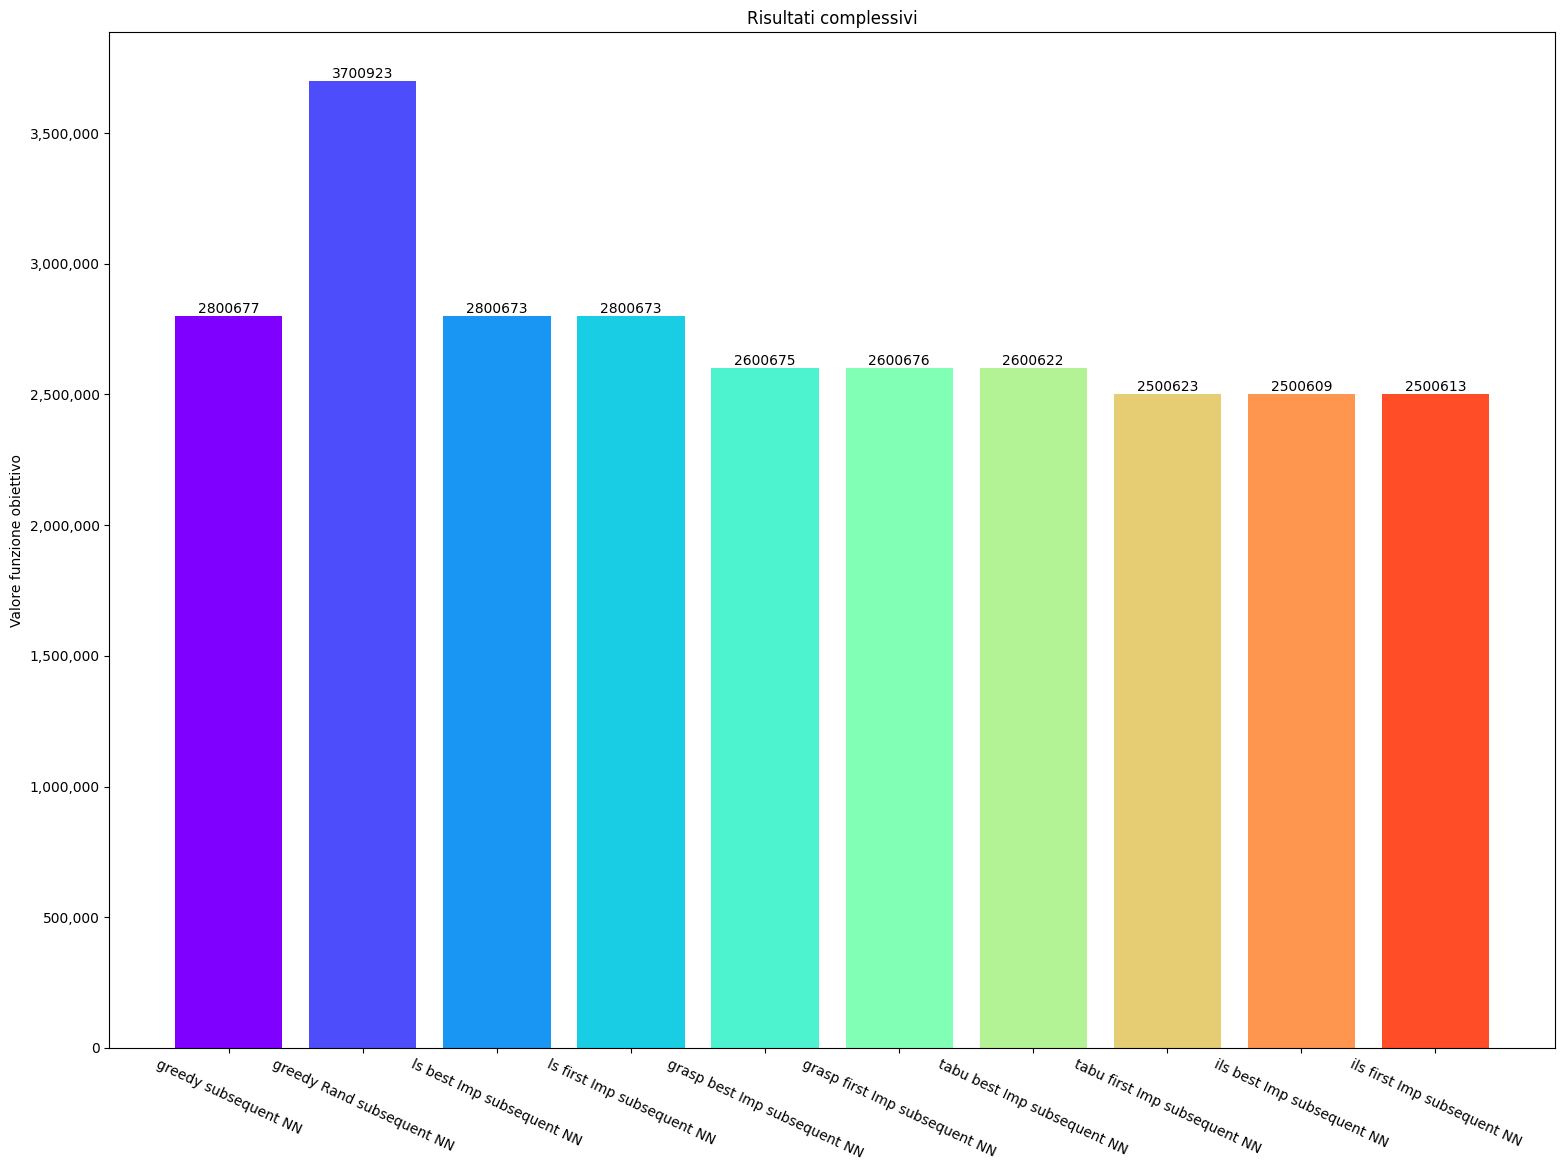 Risultati complessivi
3700923
3,500,000
3,000,000
2800677
2800673
2800673
2600675
2600676
2600622
2500623
2500609
2500613
2,500,000
2,000,000
1,500,000
1,000,000
500,000
0
Valore funzione obiettivo
greedy subsequent NN
greedy Rand subsequent NN
ls best Imp subsequent NN
ls first Imp subsequent NN
grasp best Imp subsequent NN
grasp first Imp subsequent NN
tabu best Imp subsequent NN
tabu first Imp subsequent NN
ils best Imp subsequent NN
ils first Imp subsequent NN